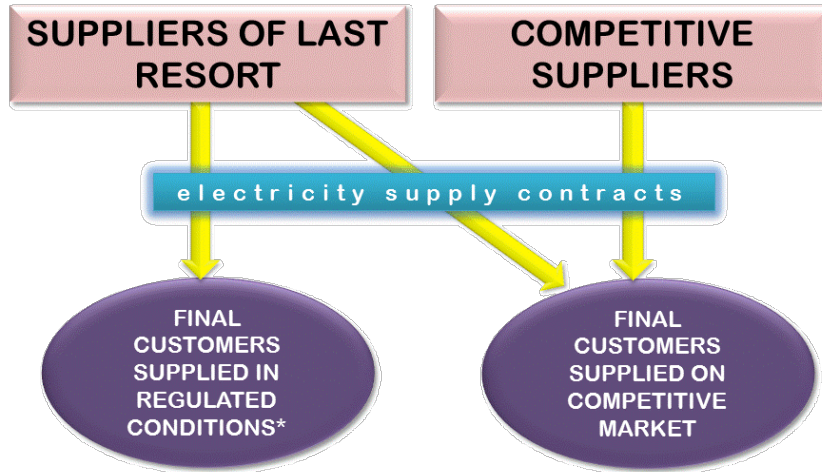 SUPPLIERS OF LAST
RESORT
COMPETITIVE
SUPPLIERS
electricity supply contracts
FINAL
CUSTOMERS
SUPPLIED IN
REGULATED
CONDITIONS*
FINAL
CUSTOMERS
SUPPLIED ON
COMPETITIVE
MARKET